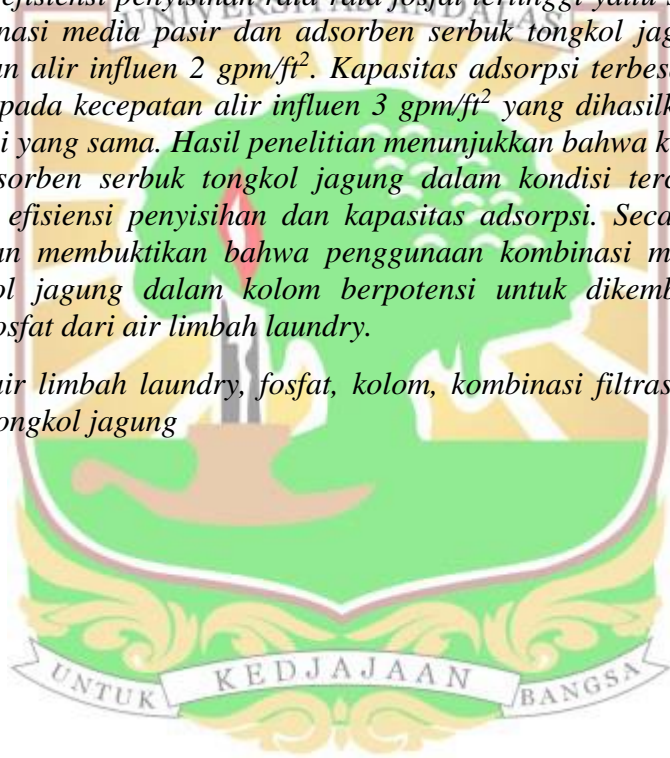 efisiensi penyisihan rata-rata fosfat tertinggi yaitu s
UNIVERSITAS ANDALAS
nasi media pasir dan adsorben serbuk tongkol jag
n alir influen 2 gpm/ft². Kapasitas adsorpsi terbes
pada kecepatan alir influen 3 gpm/ft² yang dihasilk
i yang sama. Hasil penelitian menunjukkan bahwa k
sorben serbuk tongkol jagung dalam kondisi terc
efisiensi penyisihan dan kapasitas adsorpsi. Seca
an membuktikan bahwa penggunaan kombinasi m
ol jagung dalam kolom berpotensi untuk dikemb
osfat dari air limbah laundry.
ir limbah laundry, fosfat, kolom, kombinasi filtras
ongkol jagung
UNTUK KEDJAJAAN BANGSA